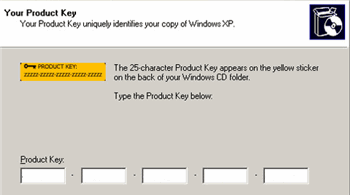 Your Product Key
Your Product Key uniquely identifies your copy of Windows XP.
PRODUCT KEY:
ZZZZZ-ZZZZZ-ZZZZZ-ZZZZZ-ZZZZZ
The 25-character Product Key appears on the yellow sticker
on the back of your Windows CD folder.
Type the Product Key below:
Product Key:
- - - -